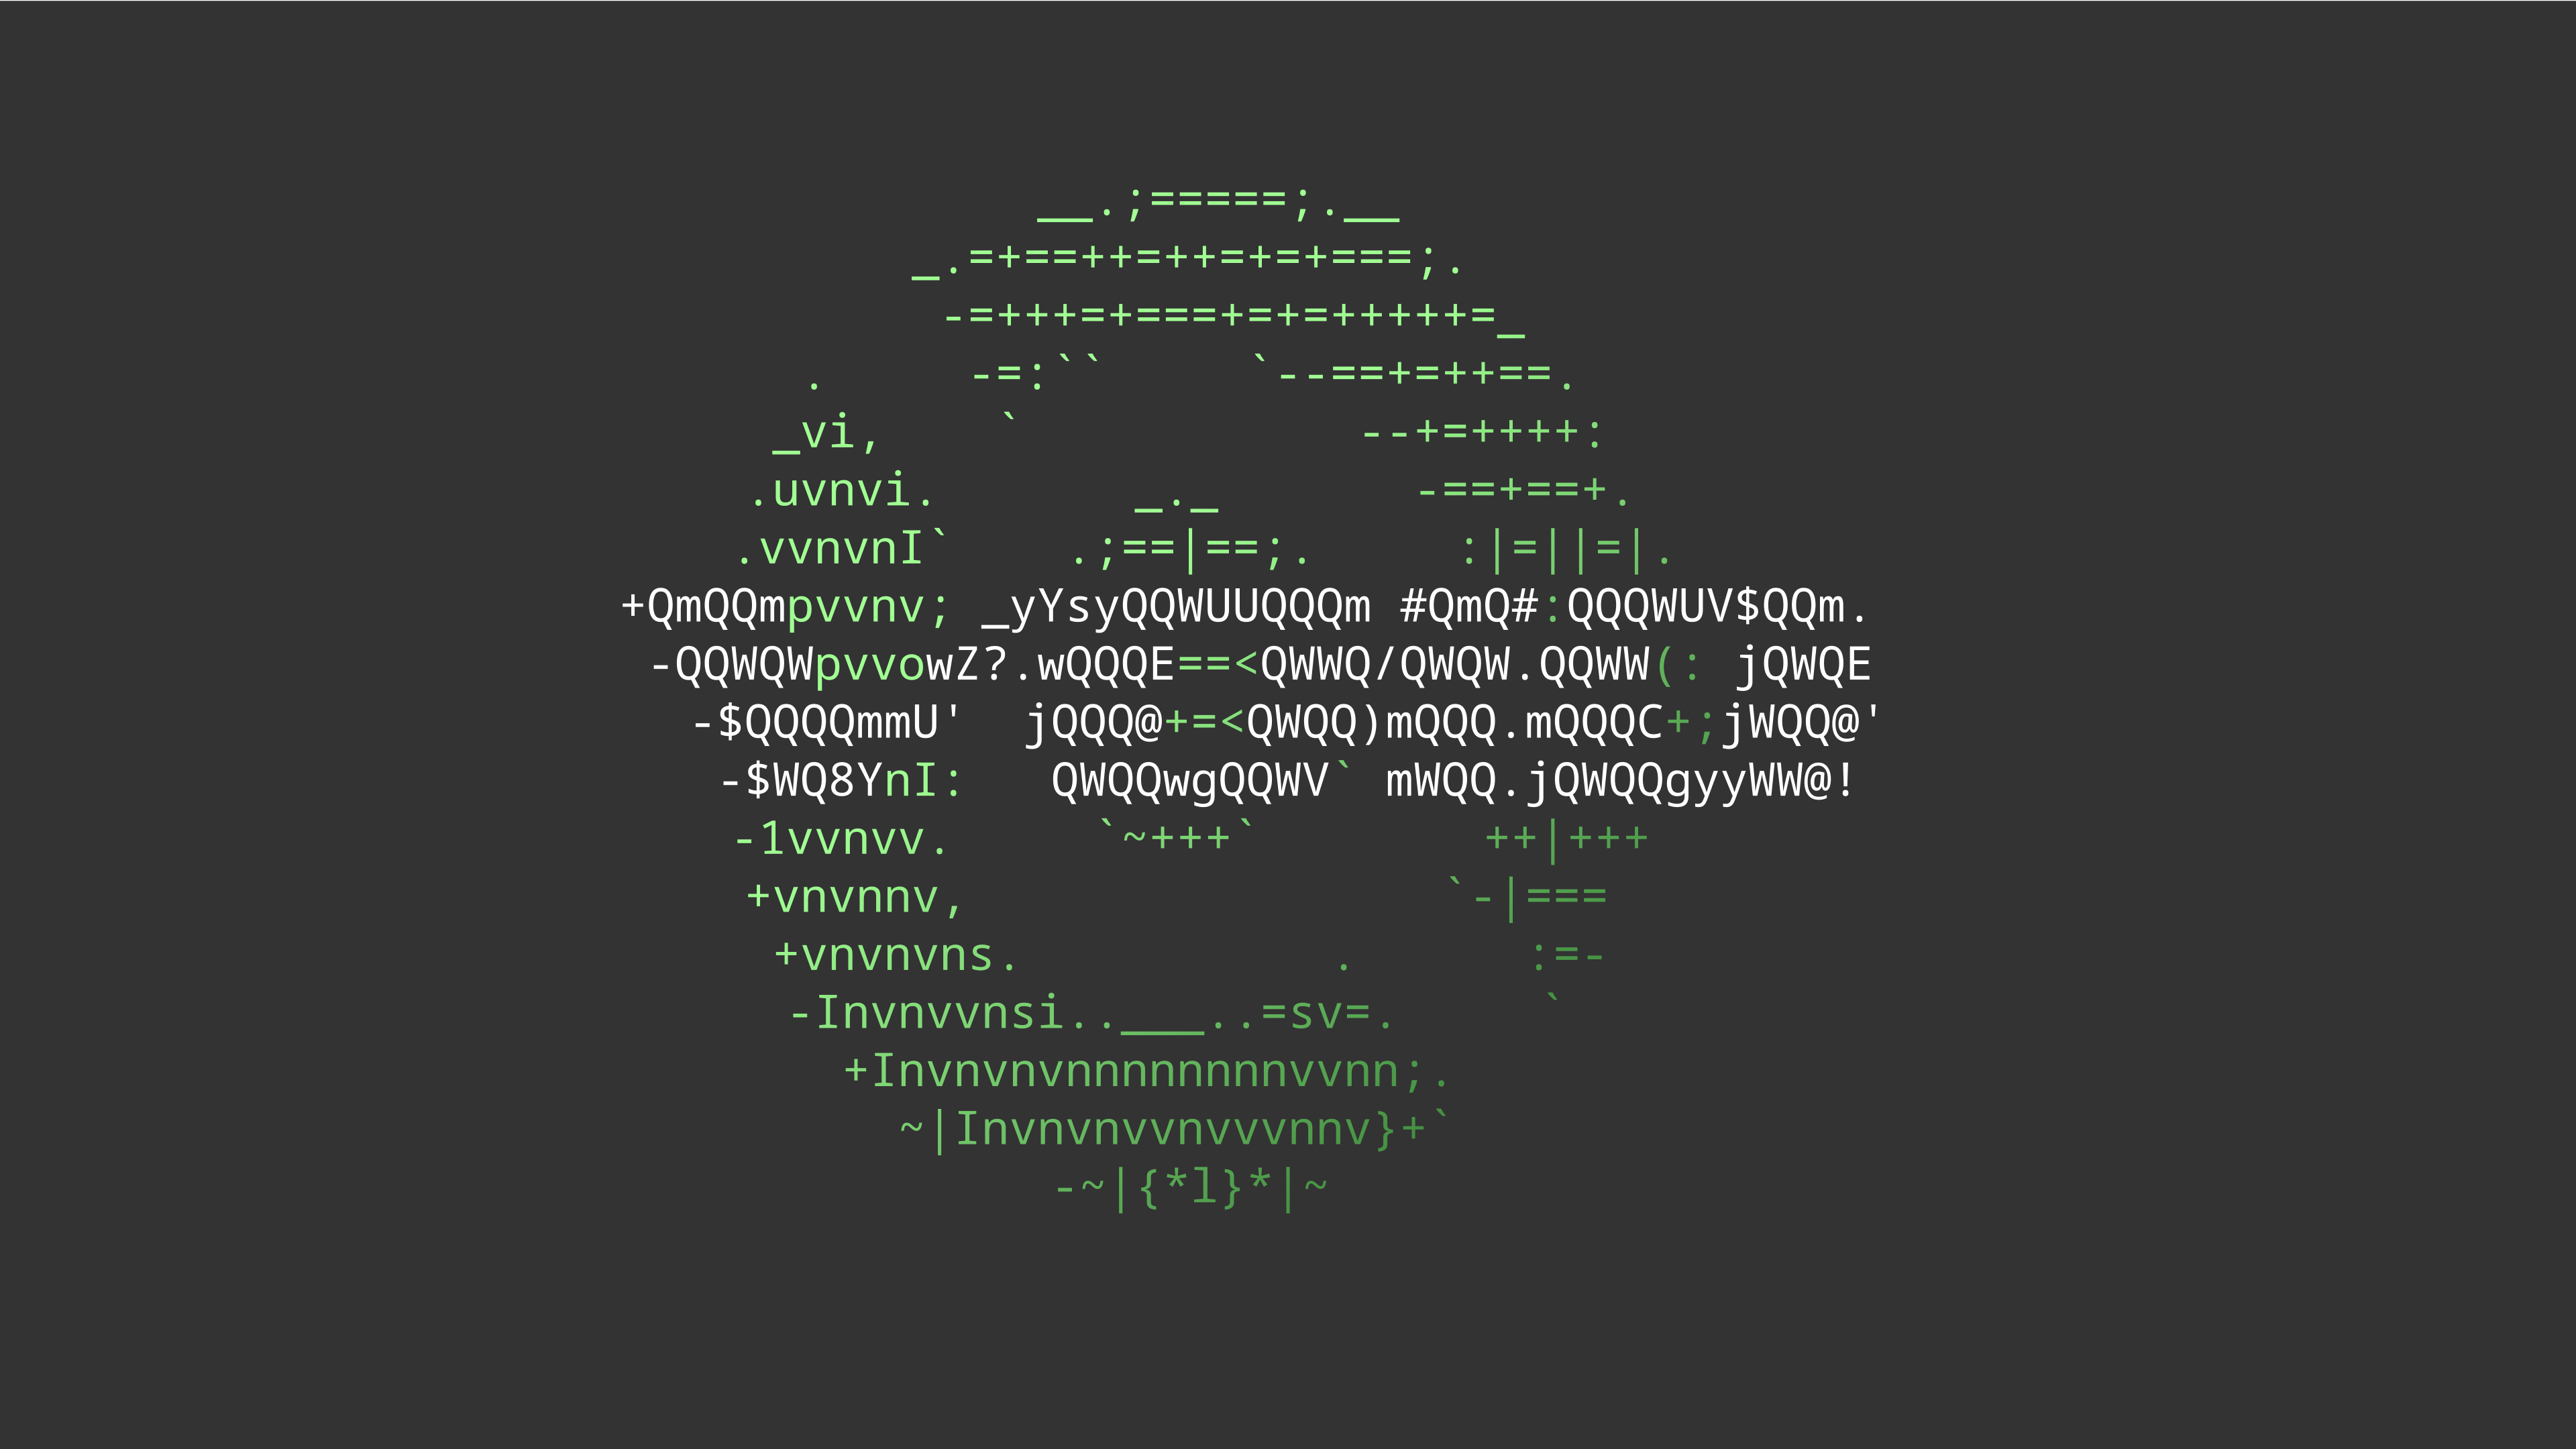 __.;=====;.__
_.=+==++=++=+=+===;.
-=+++=+===+=+=+++++=_
. -=:`` `--==+=++==.
_vi, ` --+=++++:
.uvnvi. _._ -==+==+.
.vvnvnI` .;==|==;. :|=||=|.
+QmQQmpvvnv; _yYsyQQWUUQQQm #QmQ#:QQQWUV$QQm.
-QQWQWpvvowZ?.wQQQE==<QWWQ/QWQW.QQWW(: jQWQE
-$QQQQmmU' jQQQ@+=<QWQQ)mQQQ.mQQQC+;jWQQ@'
-$WQ8YnI: QWQQwgQQWV` mWQQ.jQWQQgyyWW@!
-1vvnvv. `~+++` ++|+++
+vnvnnv, `-|===
+vnvnvns. . :=-
-Invnvvnsi..___..=sv=. `
+Invnvnvnnnnnnnnvvnn;.
~|Invnvnvvnvvvnnv}+`
-~|{*l}*|~